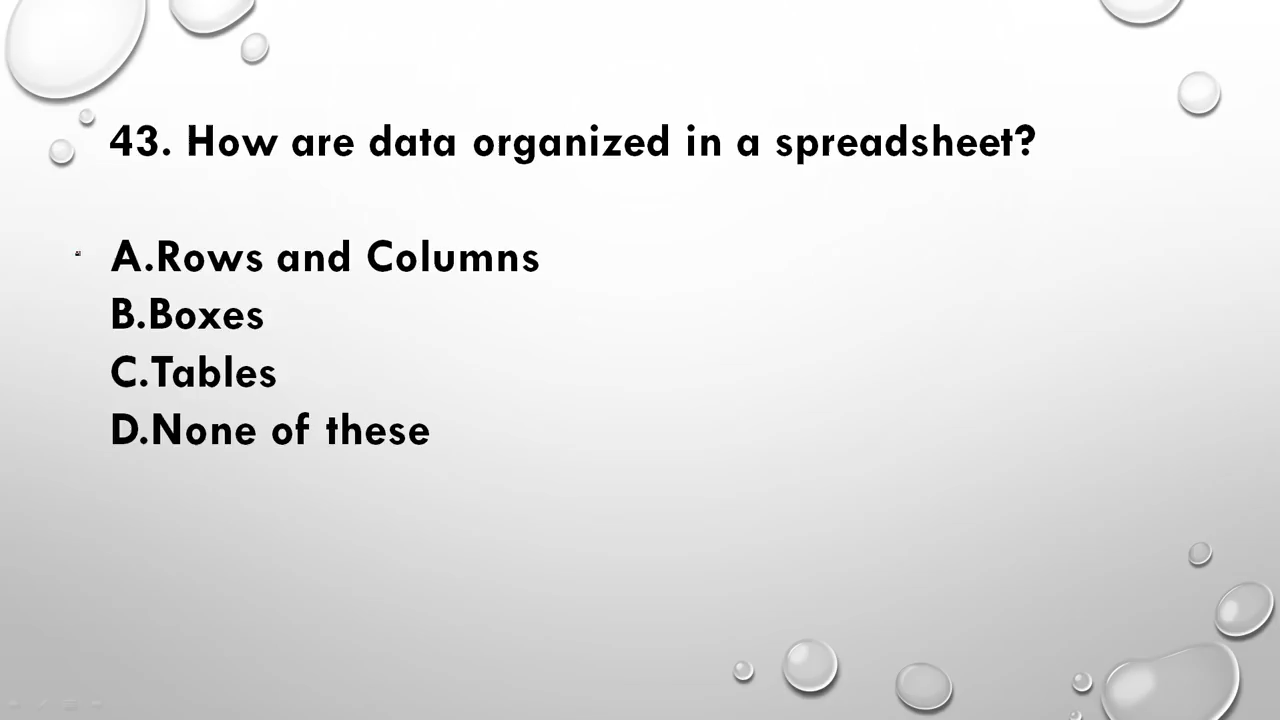 43. How are data organized in a spreadsheet?
A.Rows and Columns
B.Boxes
C.Tables
D.None of these